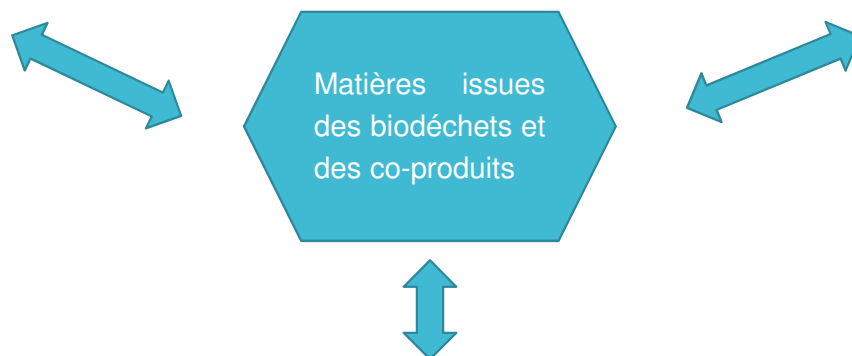 Matières issues
des biodéchets et
des co-produits